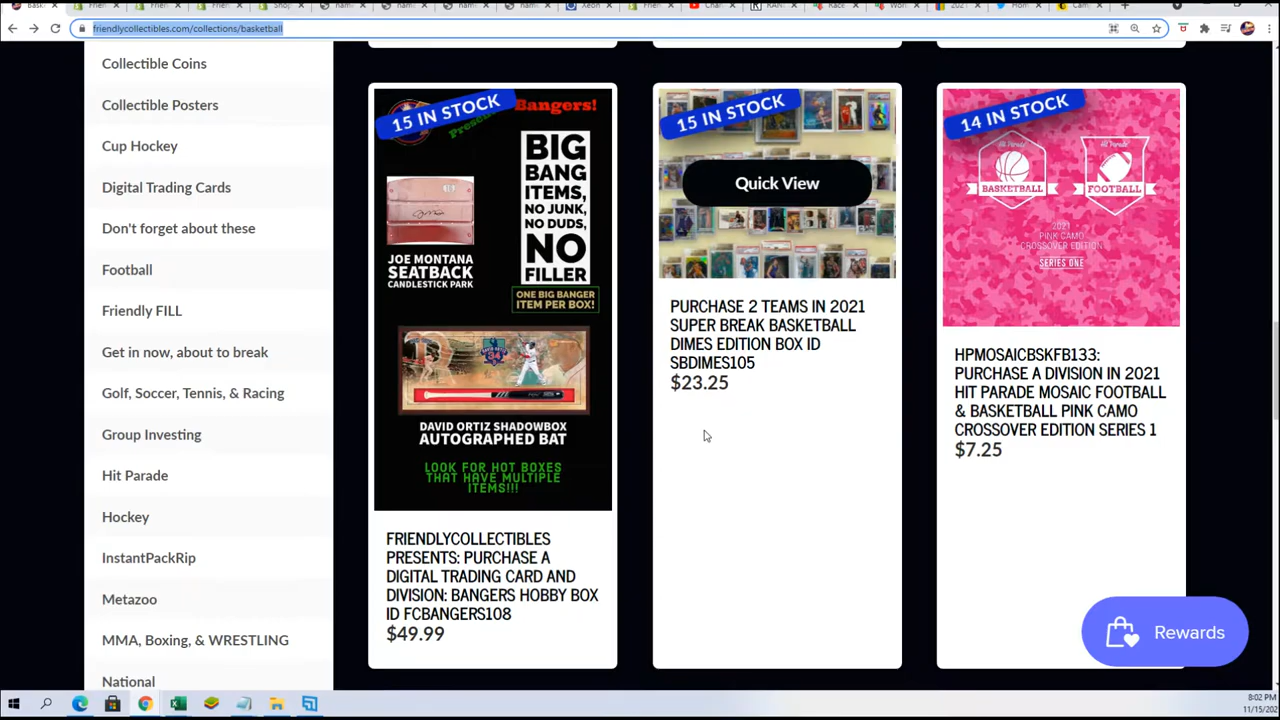 friendlycollectibles.com/collections/basketball
Collectible Coins
Collectible Posters
Cup Hockey
Digital Trading Cards
Don't forget about these
Football
Friendly FILL
Get in now, about to break
Golf, Soccer, Tennis, & Racing
Group Investing
Hit Parade
Hockey
InstantPackRip
Metazoo
MMA, Boxing, & WRESTLING
National
15 IN STOCK
Bangers!
BIG
BANG
ITEMS,
NO JUNK,
NO DUDS,
NO
FILLER
ONE BIG BANGER
ITEM PER BOX!
JOE MONTANA
SEATBACK
CANDLESTICK PARK
DAVID ORTIZ SHADOWBOX
AUTOGRAPHED BAT
LOOK FOR HOT BOXES
THAT HAVE MULTIPLE
ITEMS!!!
FRIENDLYCOLLECTIBLES
PRESENTS: PURCHASE A
DIGITAL TRADING CARD AND
DIVISION: BANGERS HOBBY BOX
ID FCBANGERS108
$49.99
15 IN STOCK
Quick View
PURCHASE 2 TEAMS IN 2021
SUPER BREAK BASKETBALL
DIMES EDITION BOX ID
SBDIMES105
$23.25
14 IN STOCK
Hit Parade
BASKETBALL
Hit Parade
FOOTBALL
2021
PINK CAMO
CROSSOVER EDITION
SERIES ONE
HPMOSAICBSKFB133:
PURCHASE A DIVISION IN 2021
HIT PARADE MOSAIC FOOTBALL
& BASKETBALL PINK CAMO
CROSSOVER EDITION SERIES 1
$7.25
Rewards
8:02 PM